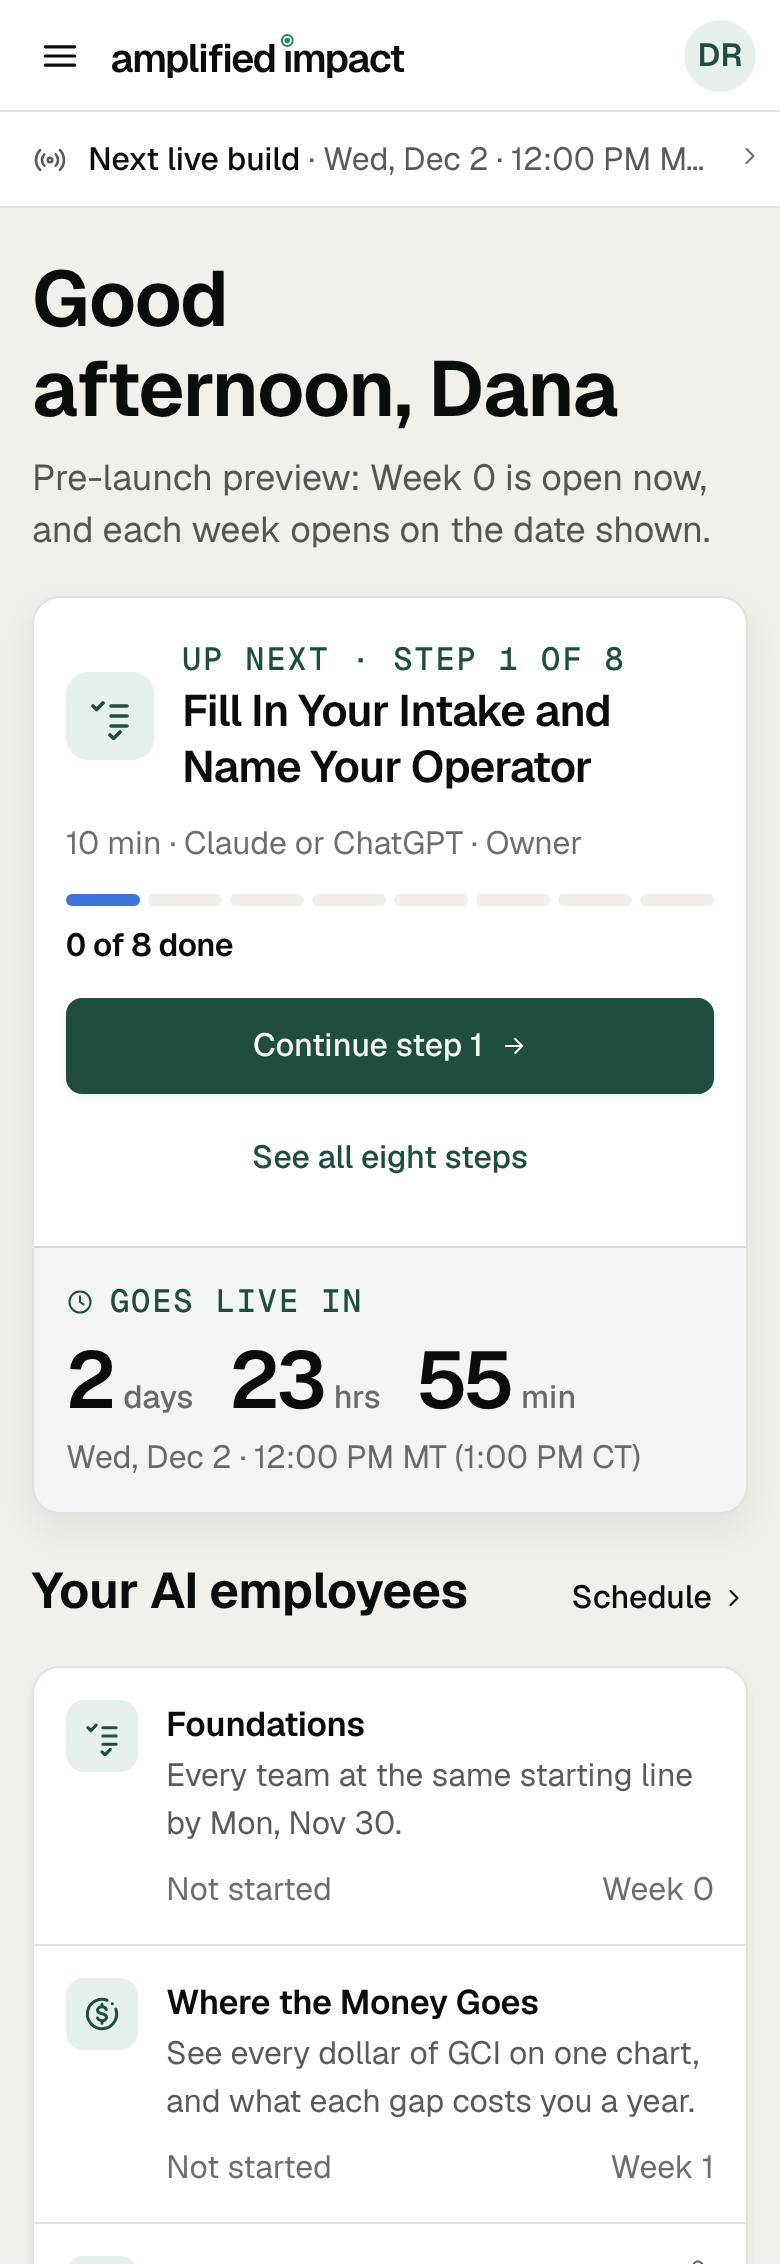 amplified impact
DR
Next live build · Wed, Dec 2 · 12:00 PM M...
Good
afternoon, Dana
Pre-launch preview: Week 0 is open now,
and each week opens on the date shown.
UP NEXT · STEP 1 OF 8
Fill In Your Intake and
Name Your Operator
10 min · Claude or ChatGPT · Owner
0 of 8 done
Continue step 1 →
See all eight steps
GOES LIVE IN
2 days 23 hrs 55 min
Wed, Dec 2 · 12:00 PM MT (1:00 PM CT)
Your AI employees
Schedule
Foundations
Every team at the same starting line
by Mon, Nov 30.
Not started Week 0
Where the Money Goes
See every dollar of GCI on one chart,
and what each gap costs you a year.
Not started Week 1